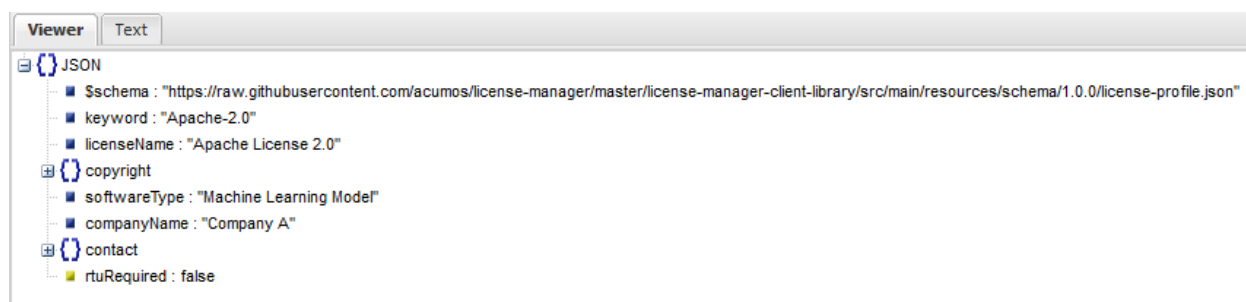 Viewer Text
{} JSON
$schema : "https://raw.githubusercontent.com/acumos/license-manager/master/license-manager-client-library/src/main/resources/schema/1.0.0/license-profile.json"
keyword : "Apache-2.0"
licenseName : "Apache License 2.0"
{} copyright
softwareType : "Machine Learning Model"
companyName : "Company A"
{} contact
rtuRequired : false